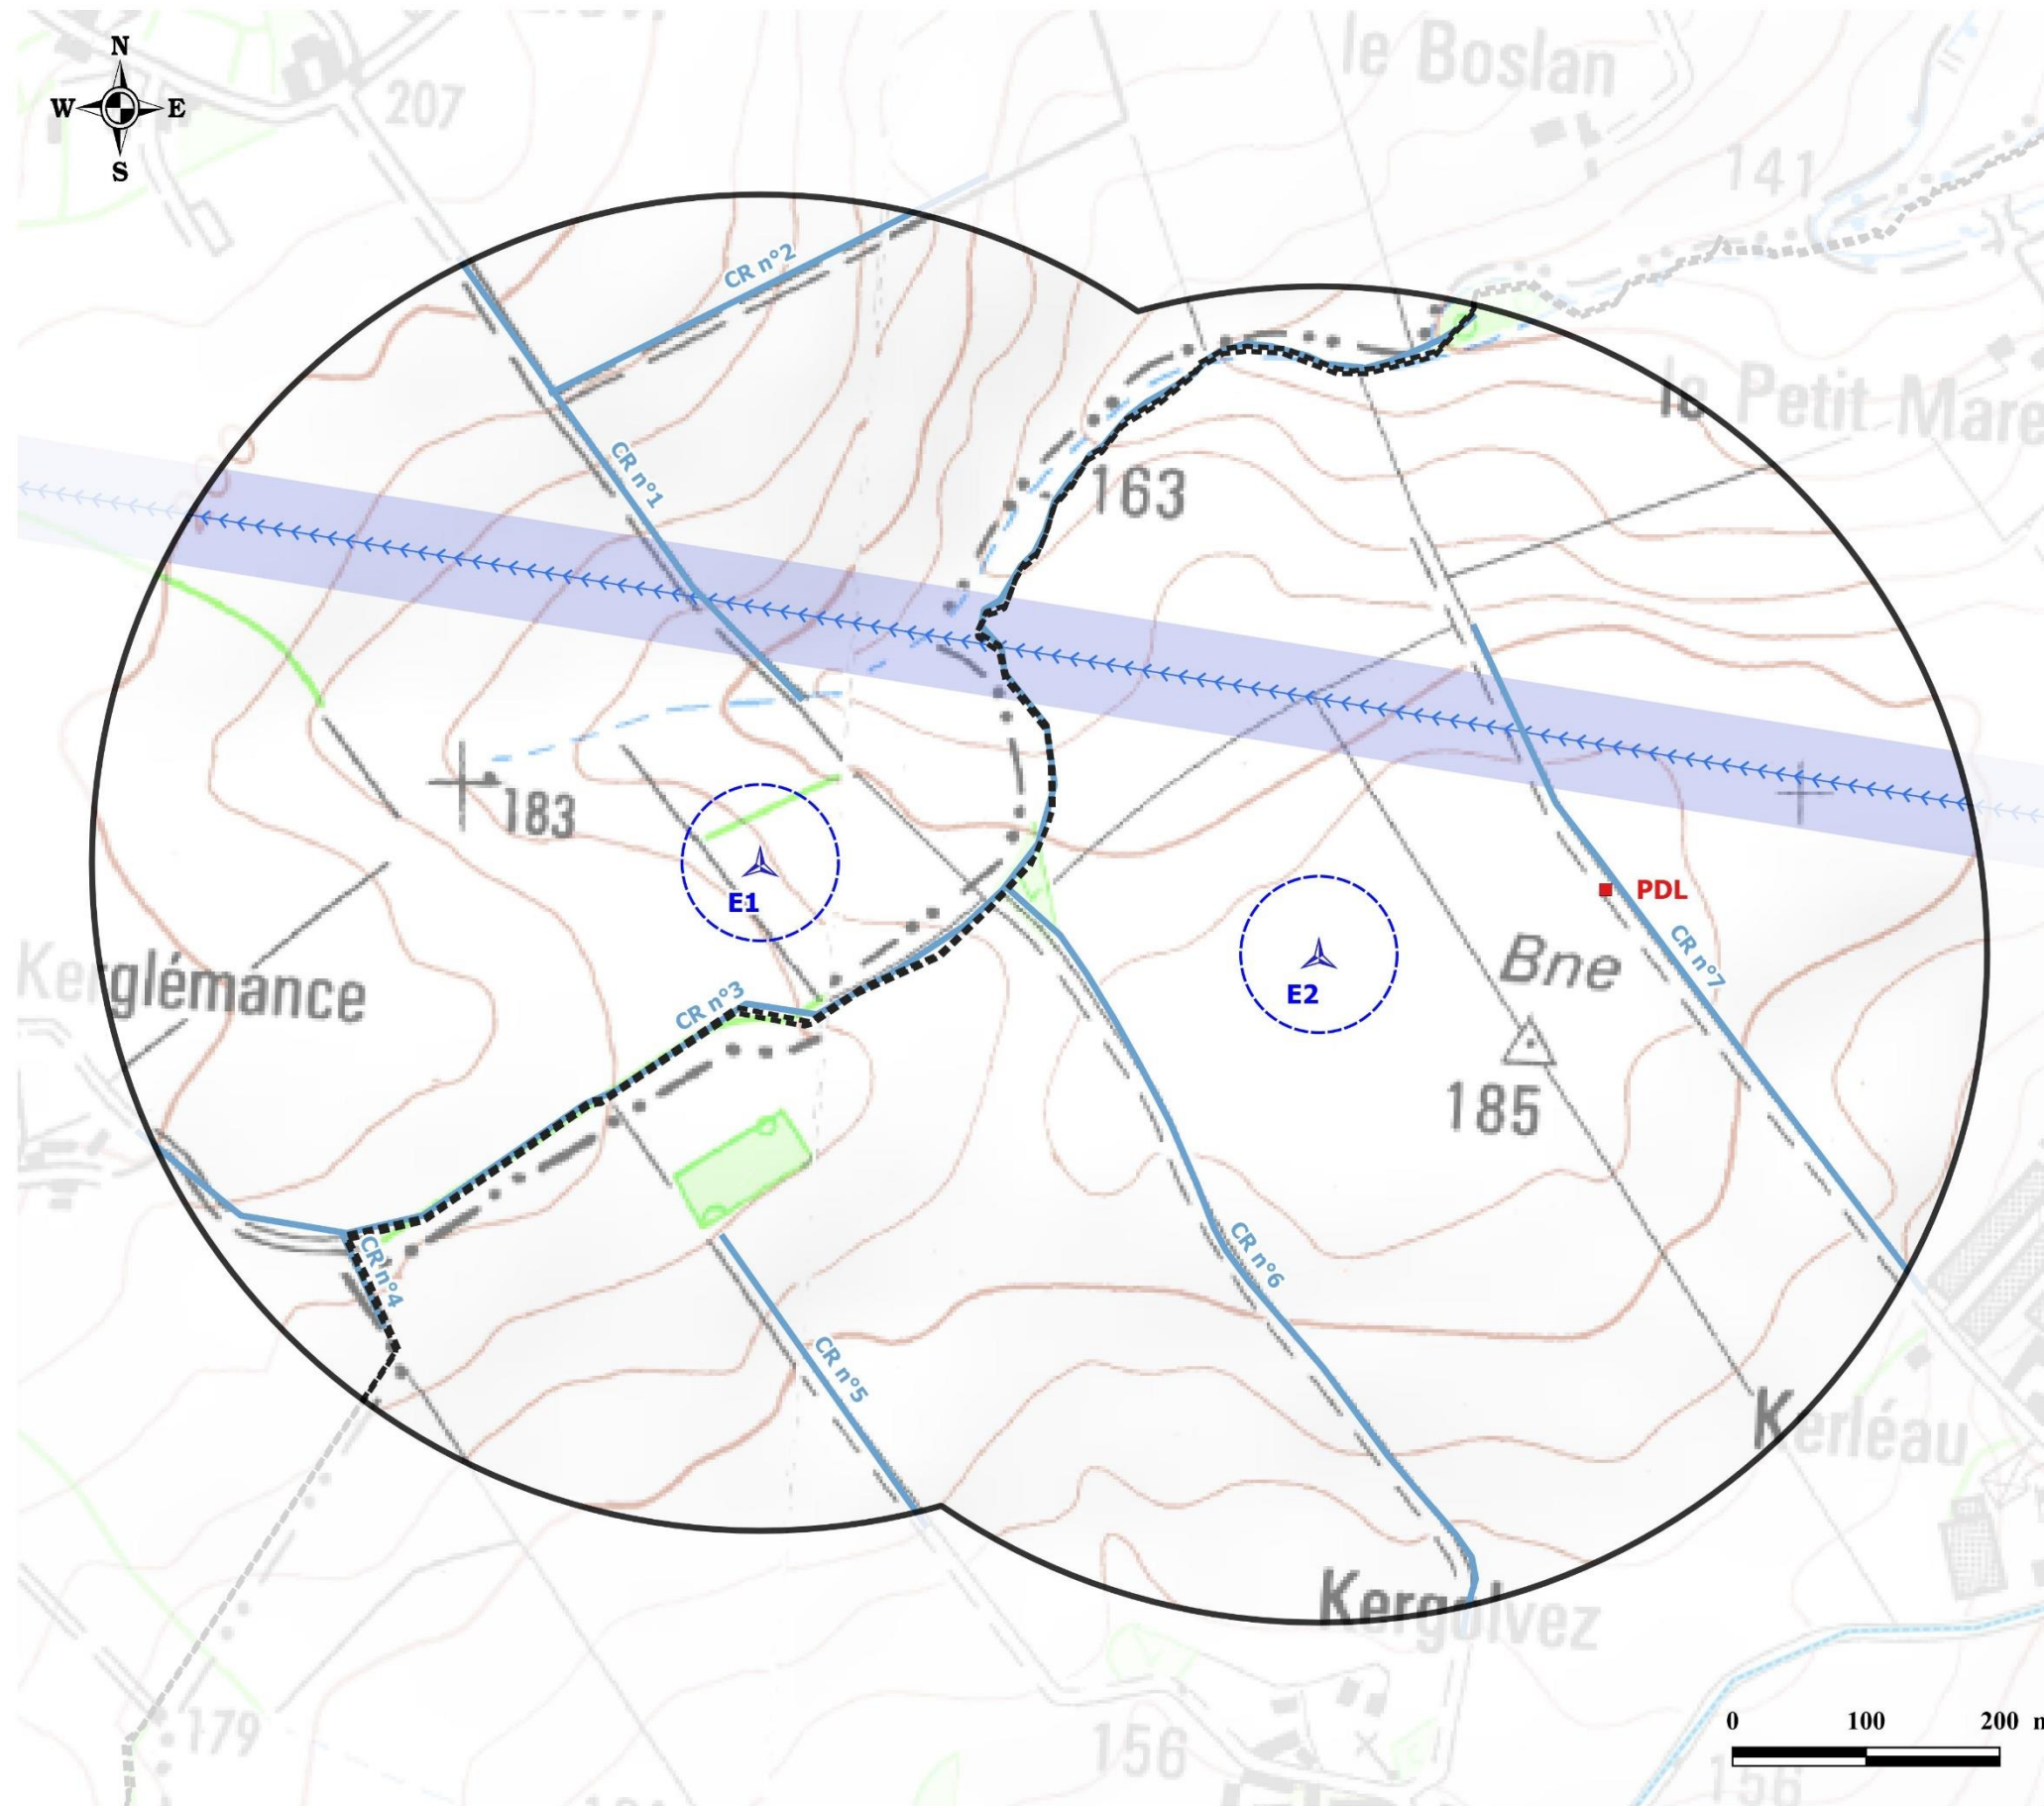 N
W E
S
207
le Boslan
141
CR n°2
le Petit Mare
CR n°1
163
183
E1
PDL
CR n°7
Bne
E2
Kerglémance
CR n°3
185
CR n°4
CR n°6
CR n°5
Kerléau
Kergolvez
179
156
0 100 200 m
156